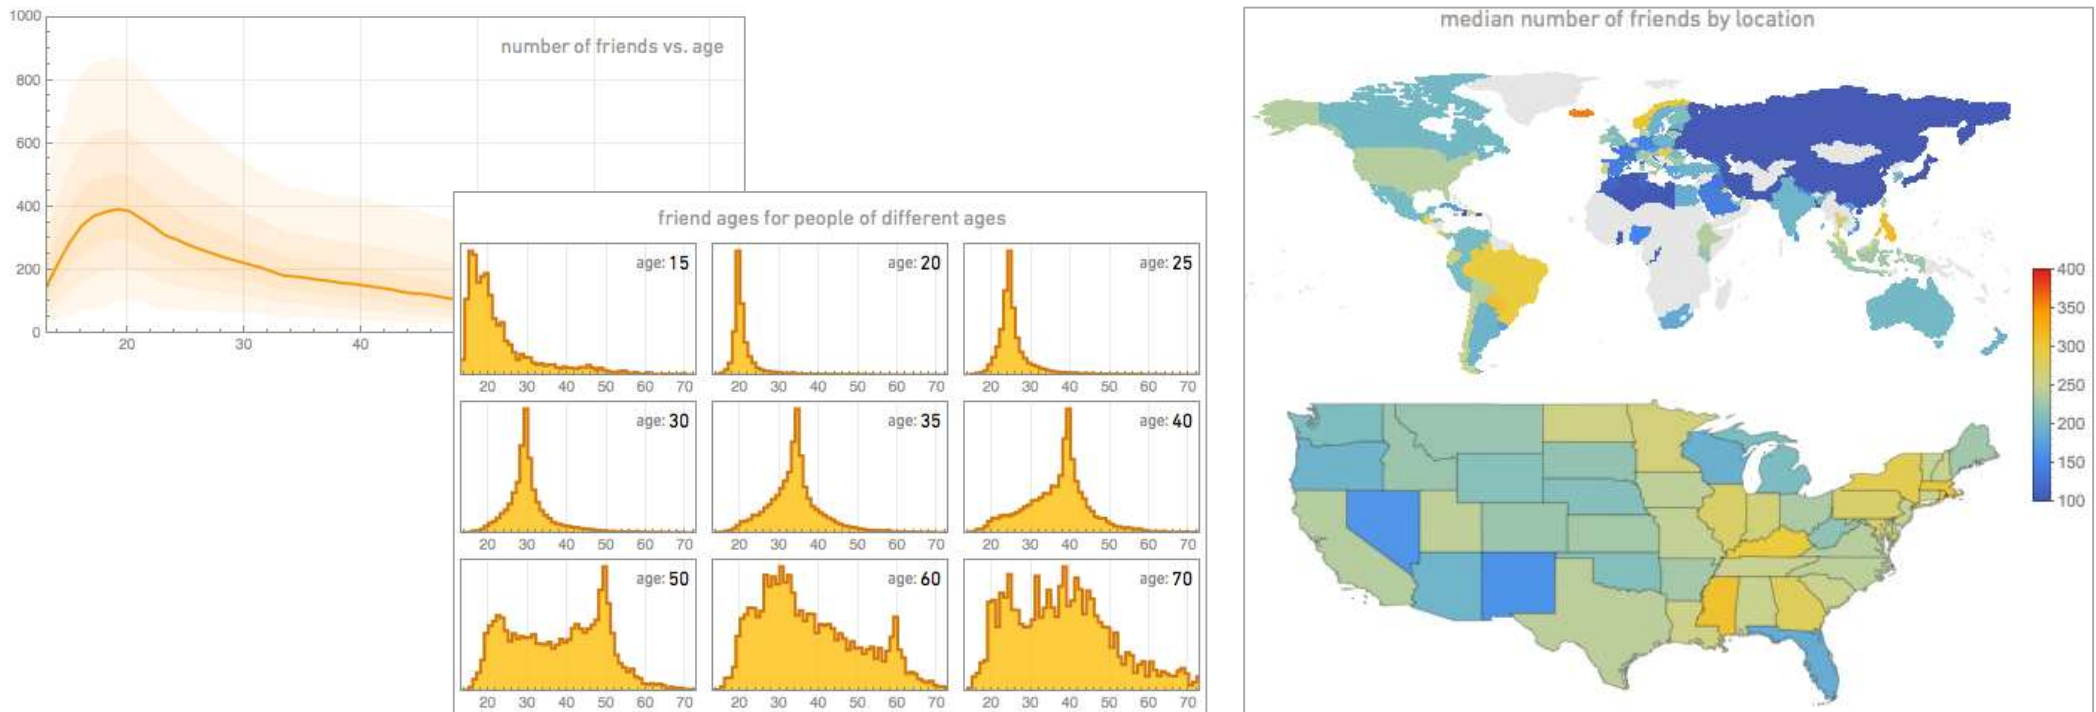 number of friends vs. age
1000
800
600
400
200
0
20
30
40
friend ages for people of different ages
age: 15
20 30 40 50 60 70
age: 20
20 30 40 50 60 70
age: 25
20 30 40 50 60 70
age: 30
20 30 40 50 60 70
age: 35
20 30 40 50 60 70
age: 40
20 30 40 50 60 70
age: 50
20 30 40 50 60 70
age: 60
20 30 40 50 60 70
age: 70
20 30 40 50 60 70
median number of friends by location
400
350
300
250
200
150
100